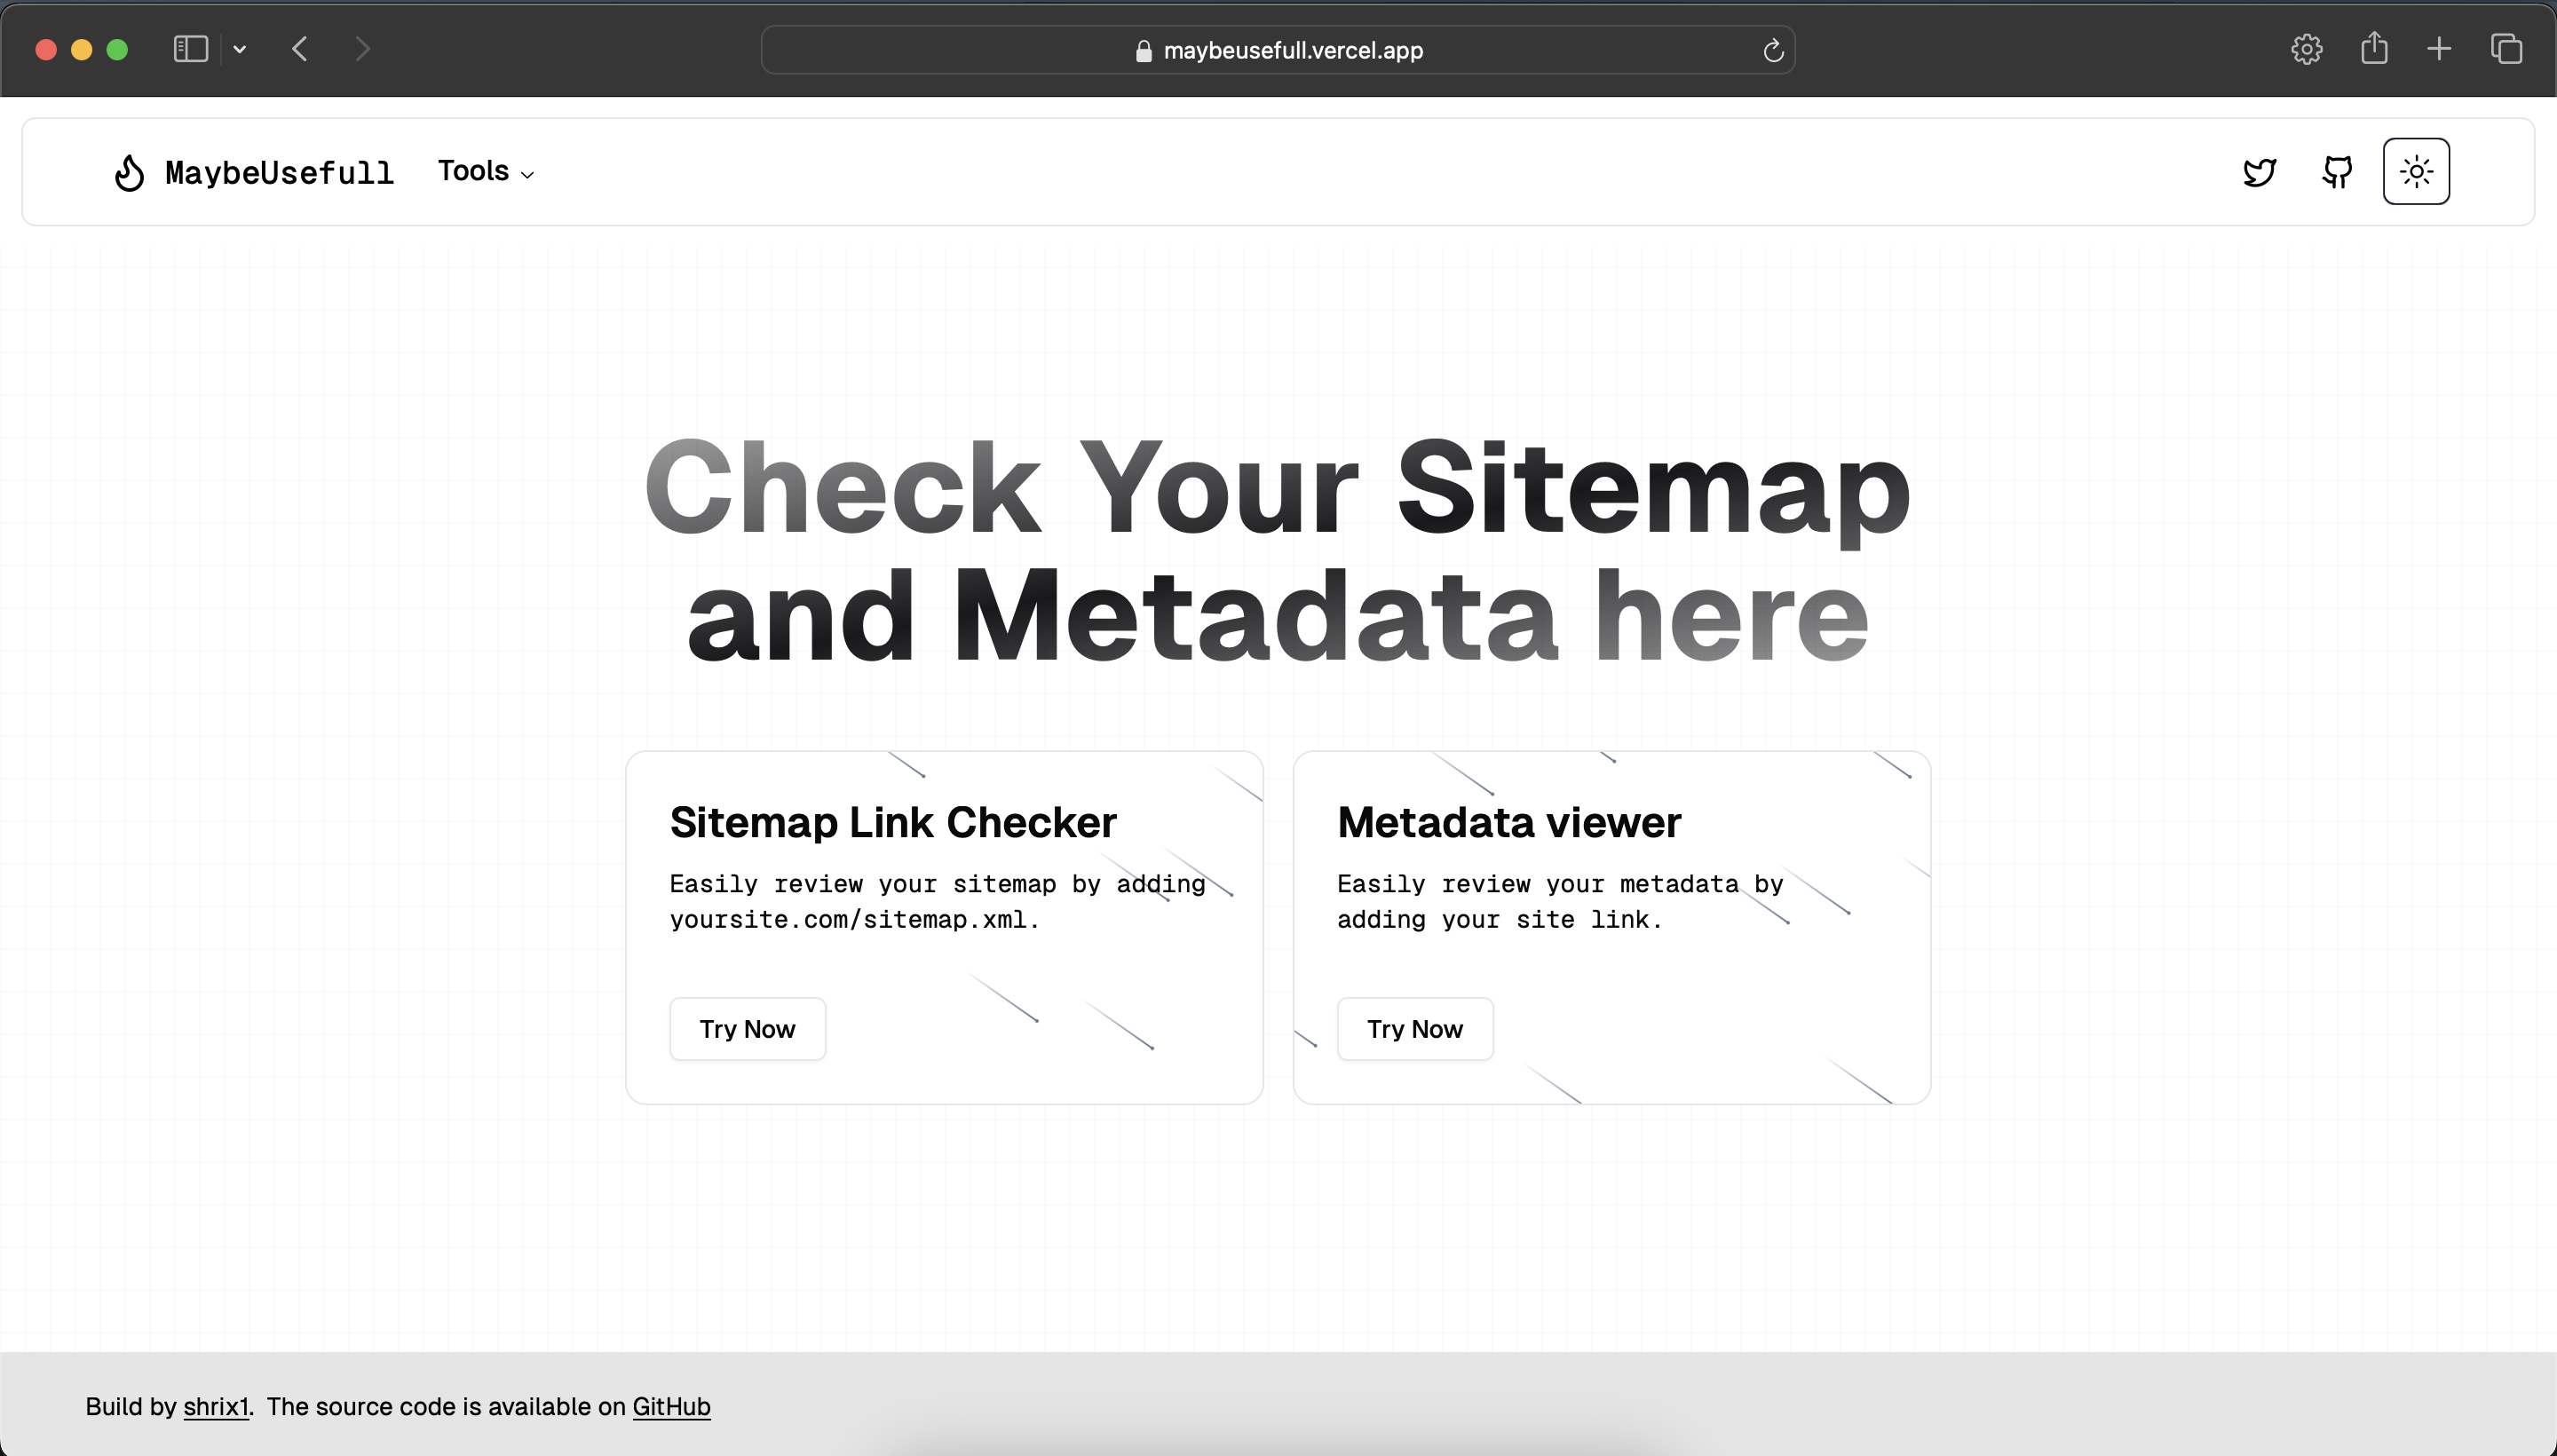 maybeusefull.vercel.app
MaybeUsefull
Tools
Check Your Sitemap
and Metadata here
Sitemap Link Checker
Easily review your sitemap by adding
yoursite.com/sitemap.xml.
Try Now
Metadata viewer
Easily review your metadata by
adding your site link.
Try Now
Build by shrix1. The source code is available on GitHub